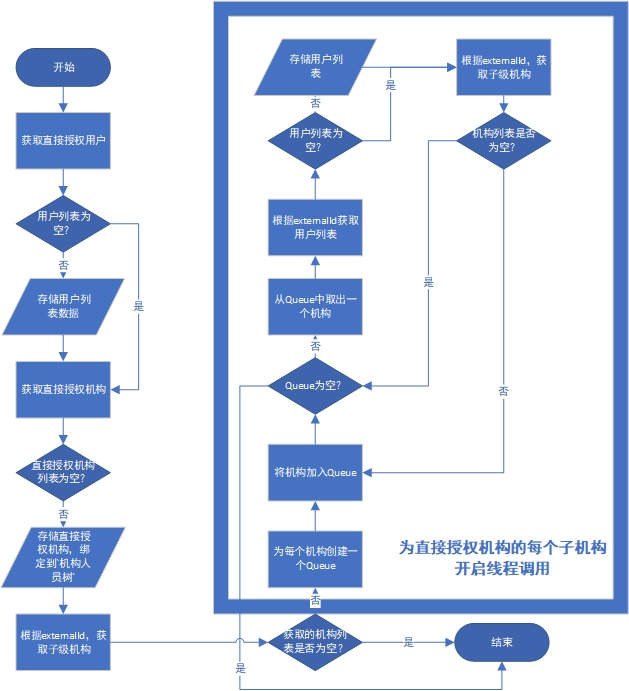 开始
获取直接授权用户
用户列表为
空?
否
是
存储用户列
表数据
获取直接授权机构
直接授权机构
列表为空?
否
存储直接授
权机构，绑
定到“机构人
员树”
根据externalId，获
取子级机构
获取的机构列
表是否为空?
是
结束
否
为每个机构创建一
个Queue
将机构加入Queue
Queue为空?
是
否
从Queue中取出一
个机构
根据externalId获取
用户列表
用户列表为
空?
否
是
存储用户列
表
根据externalId，获
取子级机构
机构列表是否
为空?
是
否
为直接授权机构的每个子机构
开启线程调用